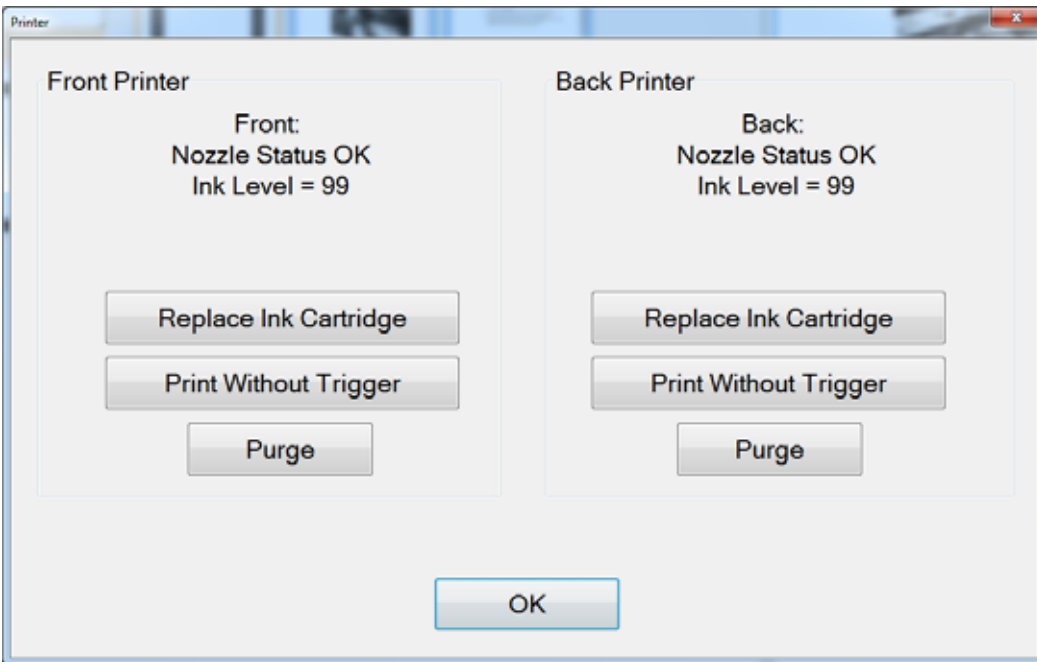 Printer
Front Printer
Front:
Nozzle Status OK
Ink Level = 99
Replace Ink Cartridge
Print Without Trigger
Purge
Back Printer
Back:
Nozzle Status OK
Ink Level = 99
Replace Ink Cartridge
Print Without Trigger
Purge
OK